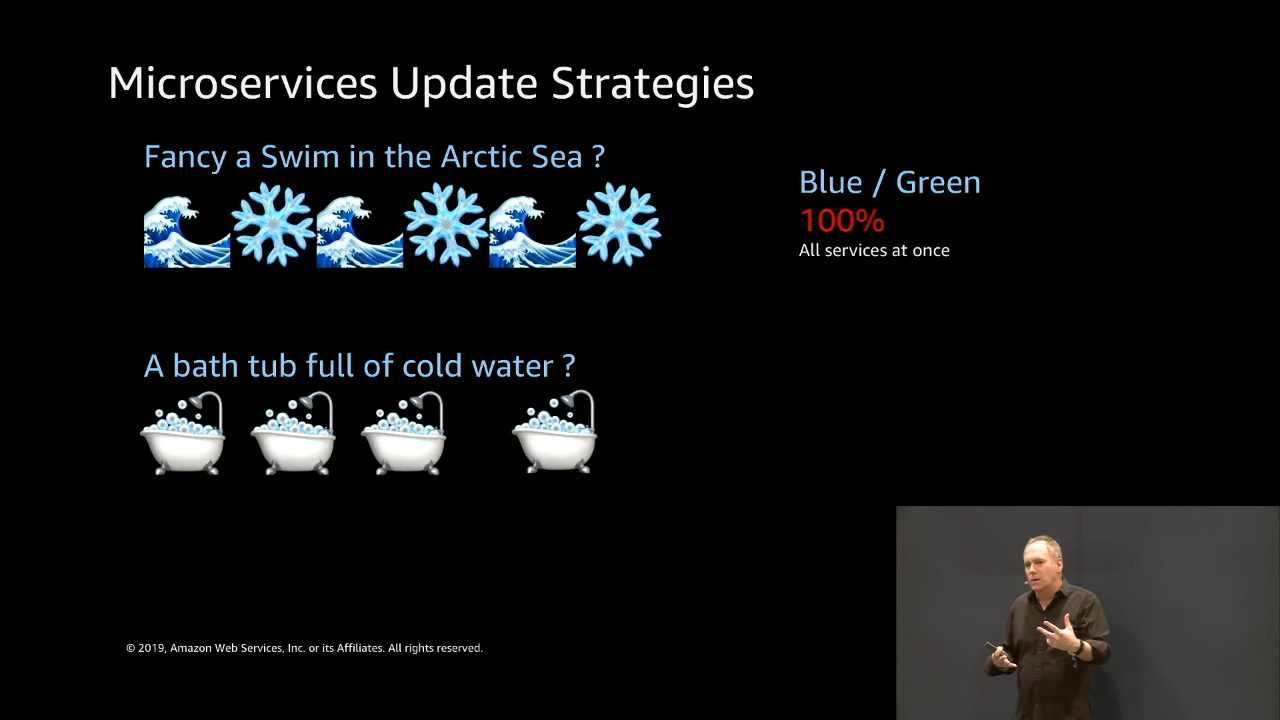 Microservices Update Strategies
Fancy a Swim in the Arctic Sea ?
Blue / Green
100%
All services at once
A bath tub full of cold water ?
© 2019, Amazon Web Services, Inc. or its Affiliates. All rights reserved.